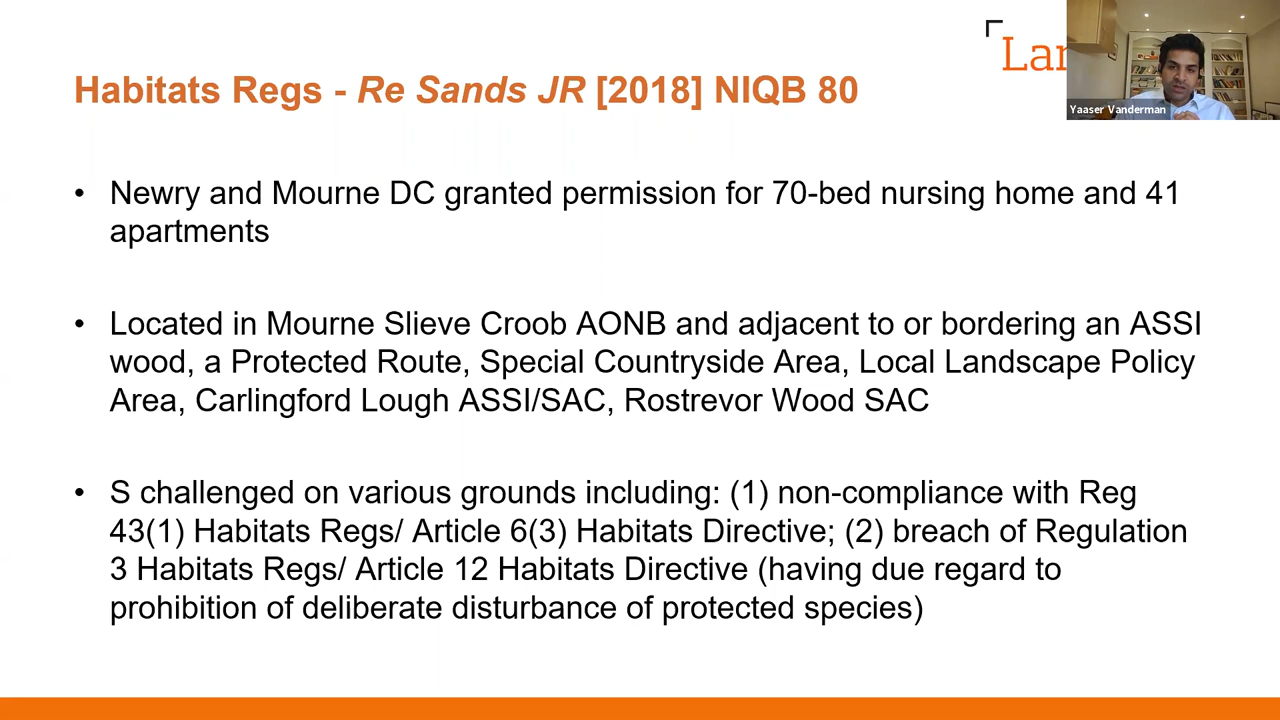 Lan
Yaaser Vanderman
Habitats Regs - Re Sands JR [2018] NIQB 80
• Newry and Mourne DC granted permission for 70-bed nursing home and 41
apartments
• Located in Mourne Slieve Croob AONB and adjacent to or bordering an ASSI
wood, a Protected Route, Special Countryside Area, Local Landscape Policy
Area, Carlingford Lough ASSI/SAC, Rostrevor Wood SAC
• S challenged on various grounds including: (1) non-compliance with Reg
43(1) Habitats Regs/ Article 6(3) Habitats Directive; (2) breach of Regulation
3 Habitats Regs/ Article 12 Habitats Directive (having due regard to
prohibition of deliberate disturbance of protected species)